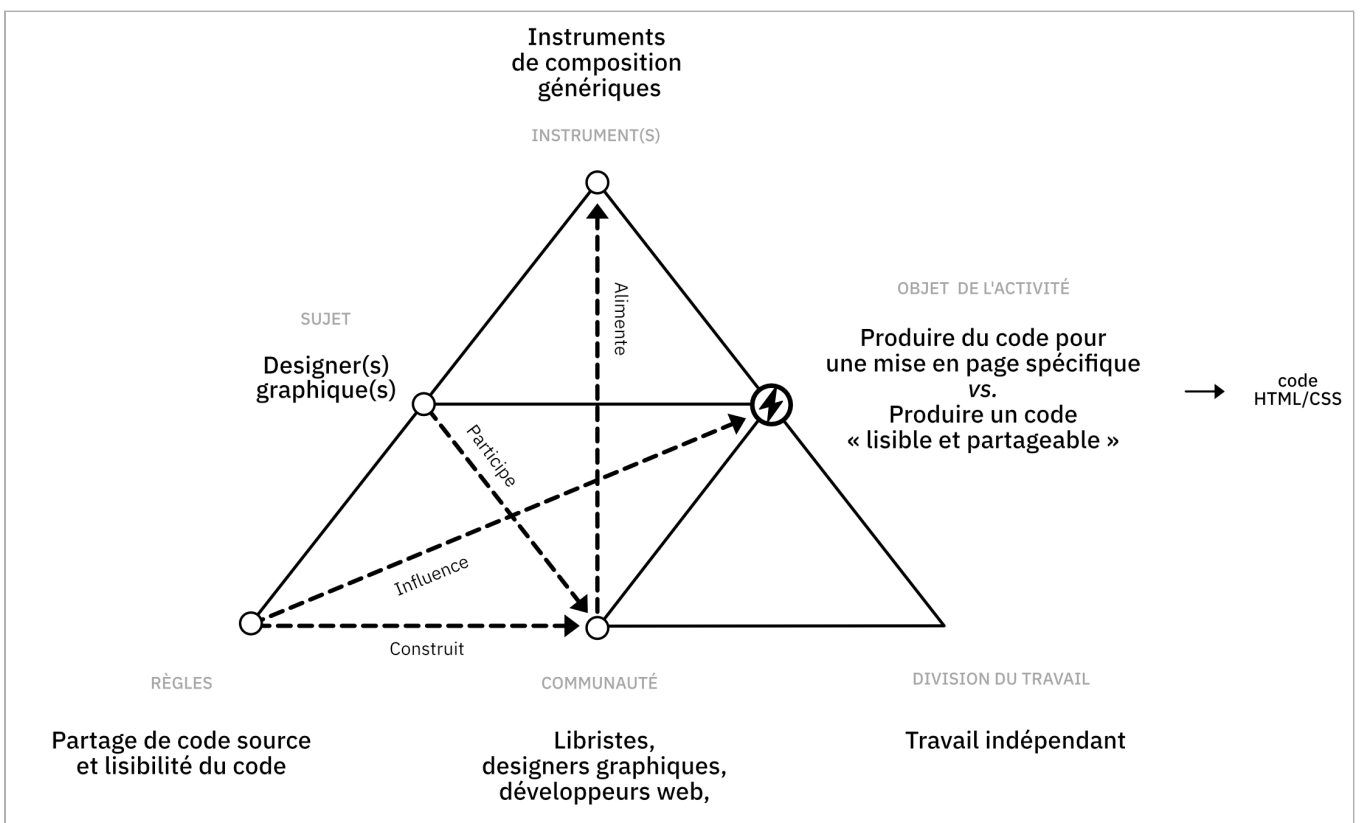 Instruments
de composition
génériques
INSTRUMENT(S)
Alimente
OBJET DE L'ACTIVITÉ
SUJET
Produire du code pour
une mise en page spécifique
vs.
Produire un code
« lisible et partageable »
Designer(s)
graphique(s)
code
HTML/CSS
Participe
Influence
Construit
RÈGLES
COMMUNAUTÉ
DIVISION DU TRAVAIL
Partage de code source
et lisibilité du code
Libristes,
designers graphiques,
développeurs web,
Travail indépendant